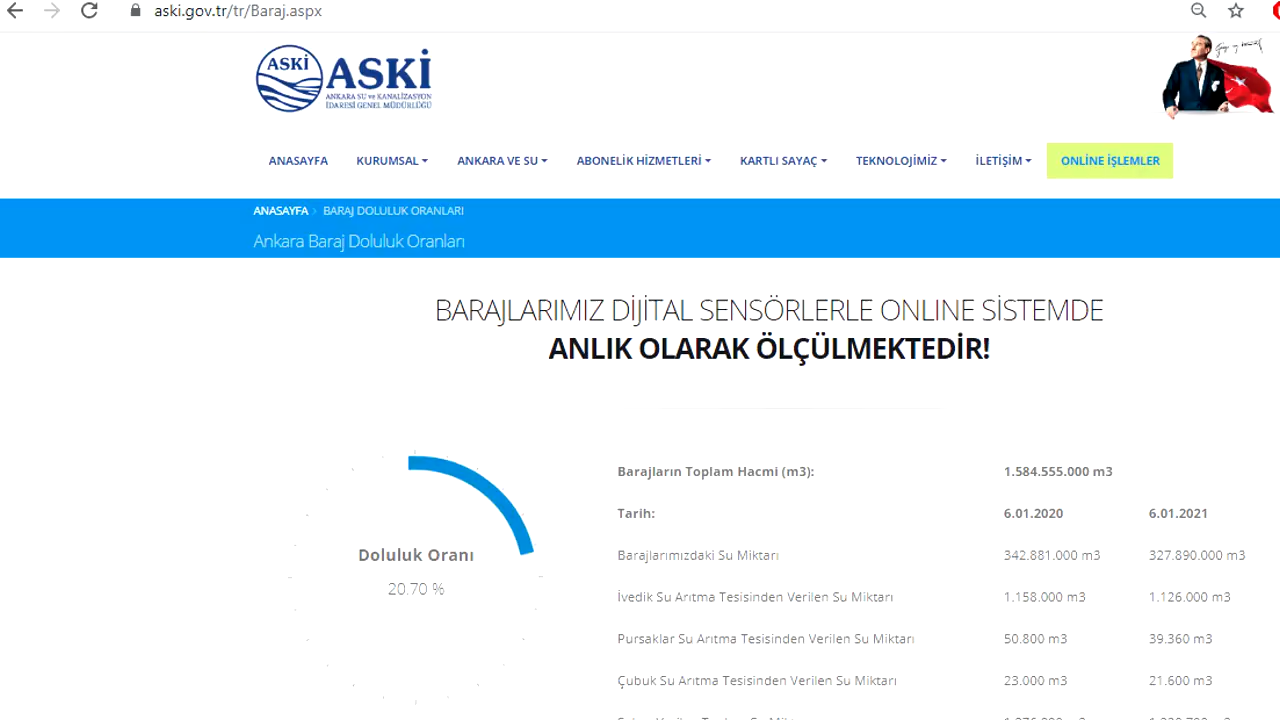 aski.gov.tr/tr/Baraj.aspx
ASKİ
ASKİ
ANKARA SU ve KANALİZASYON
İDARESİ GENEL MÜDÜRLÜĞÜ
ANASAYFA KURUMSAL ANKARA VE SU ABONELİK HİZMETLERİ KARTLI SAYAÇ TEKNOLOJİMİZ İLETİŞİM ONLİNE İŞLEMLER
ANASAYFA > BARAJ DOLULUK ORANLARI
Ankara Baraj Doluluk Oranları
BARAJLARIMIZ DİJİTAL SENSÖRLERLE ONLINE SİSTEMDE
ANLIK OLARAK ÖLÇÜLMEKTEDİR!
Doluluk Oranı
20.70 %
Barajların Toplam Hacmi (m3): 1.584.555.000 m3
Tarih: 6.01.2020 6.01.2021
Barajlarımızdaki Su Miktarı 342.881.000 m3 327.890.000 m3
İvedik Su Arıtma Tesisinden Verilen Su Miktarı 1.158.000 m3 1.126.000 m3
Pursaklar Su Arıtma Tesisinden Verilen Su Miktarı 50.800 m3 39.360 m3
Çubuk Su Arıtma Tesisinden Verilen Su Miktarı 23.000 m3 21.600 m3